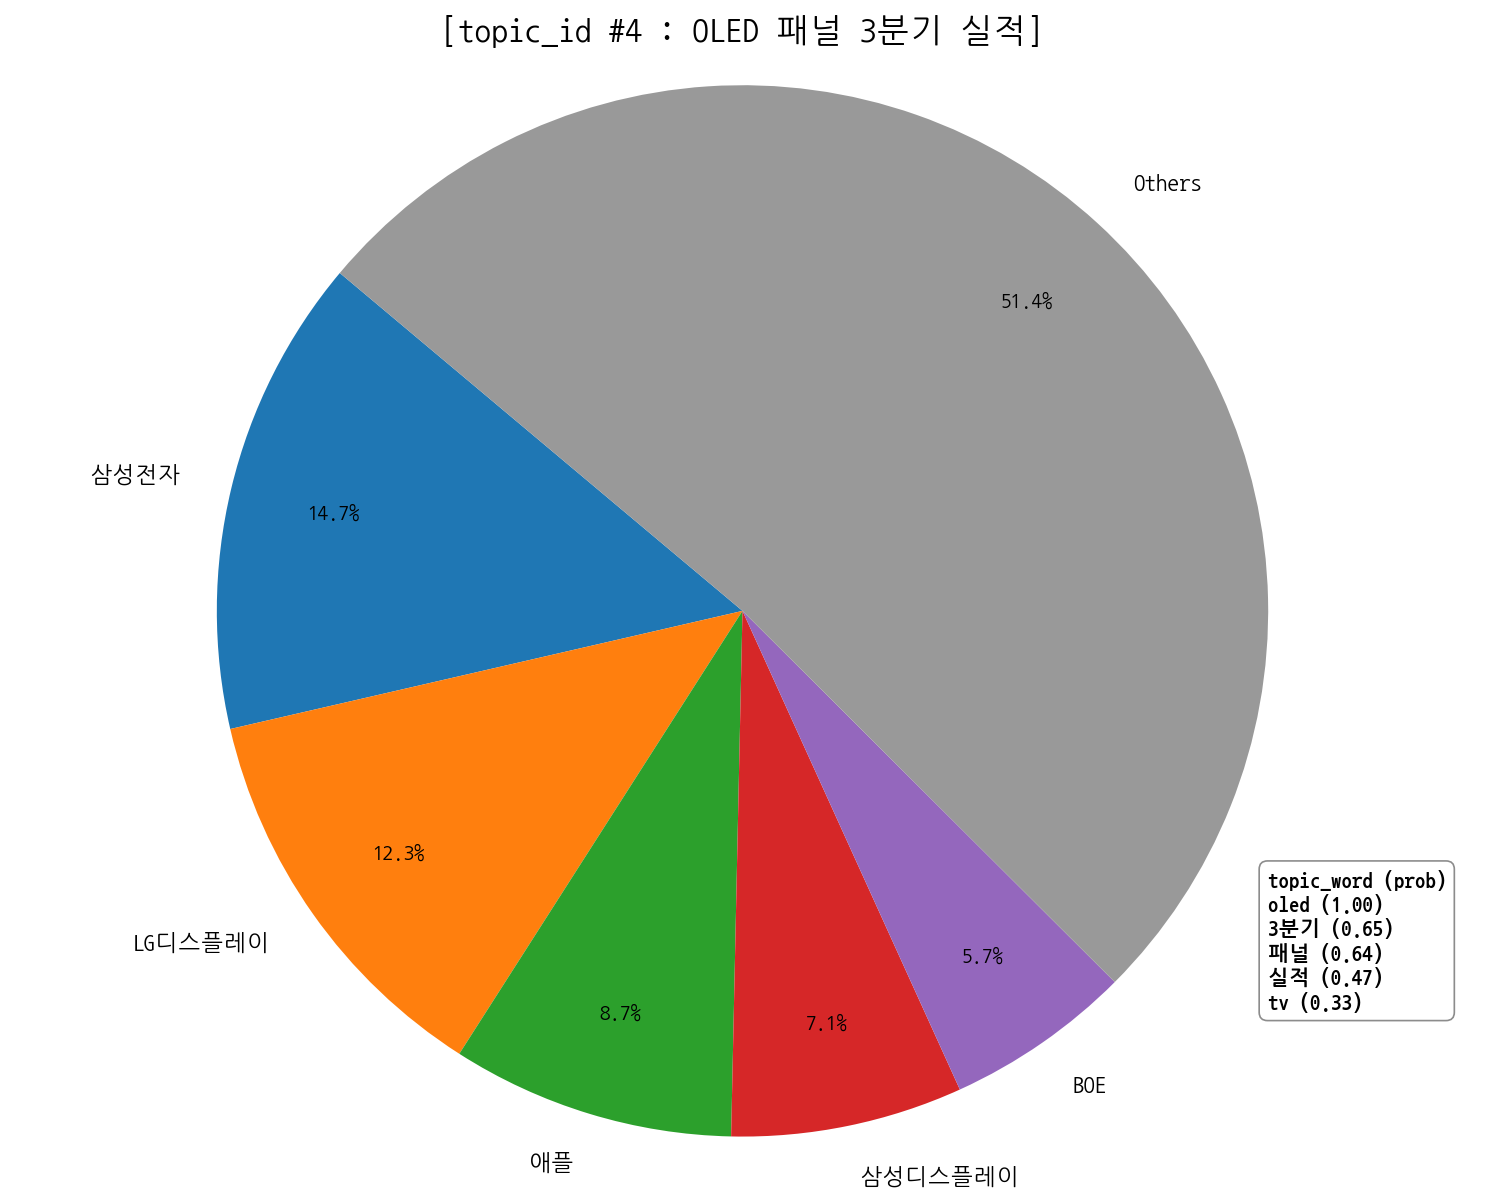 [topic_id #4 : OLED 패널 3분기 실적]
Others
51.4%
삼성전자
14.7%
12.3%
LG디스플레이
8.7%
애플
7.1%
삼성디스플레이
5.7%
BOE
topic_word (prob)
oled (1.00)
3분기 (0.65)
패널 (0.64)
실적 (0.47)
tv (0.33)